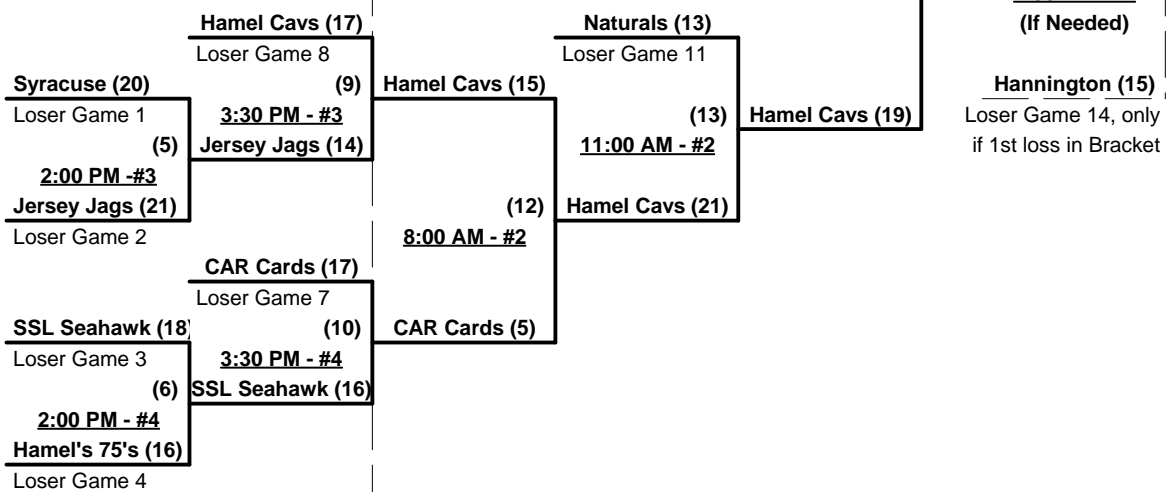 Hamel Cavs (17)
Loser Game 8
Syracuse (20)
Loser Game 1
(9)
3:30 PM - #3
(5)
Jersey Jags (14)
2:00 PM -#3
Jersey Jags (21)
Loser Game 2
CAR Cards (17)
Loser Game 7
SSL Seahawk (18)
Loser Game 3
(10)
3:30 PM - #4
(6)
SSL Seahawk (16)
2:00 PM - #4
Hamel's 75's (16)
Loser Game 4
Hamel Cavs (15)
(12)
8:00 AM - #2
CAR Cards (5)
Naturals (13)
Loser Game 11
(13)
11:00 AM - #2
Hamel Cavs (21)
Hamel Cavs (19)
(If Needed)
Hannington (15)
Loser Game 14, only
if 1st loss in Bracket